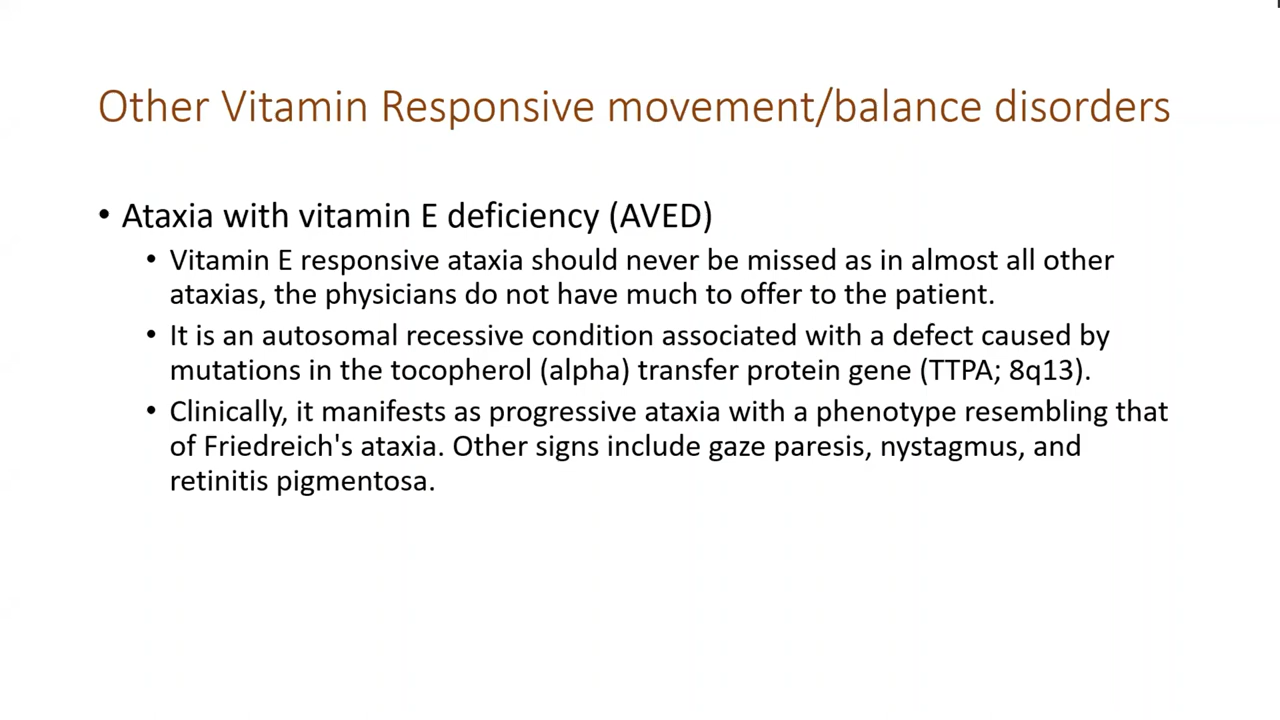 Other Vitamin Responsive movement/balance disorders
• Ataxia with vitamin E deficiency (AVED)
• Vitamin E responsive ataxia should never be missed as in almost all other
ataxias, the physicians do not have much to offer to the patient.
• It is an autosomal recessive condition associated with a defect caused by
mutations in the tocopherol (alpha) transfer protein gene (TTPA; 8q13).
• Clinically, it manifests as progressive ataxia with a phenotype resembling that
of Friedreich's ataxia. Other signs include gaze paresis, nystagmus, and
retinitis pigmentosa.